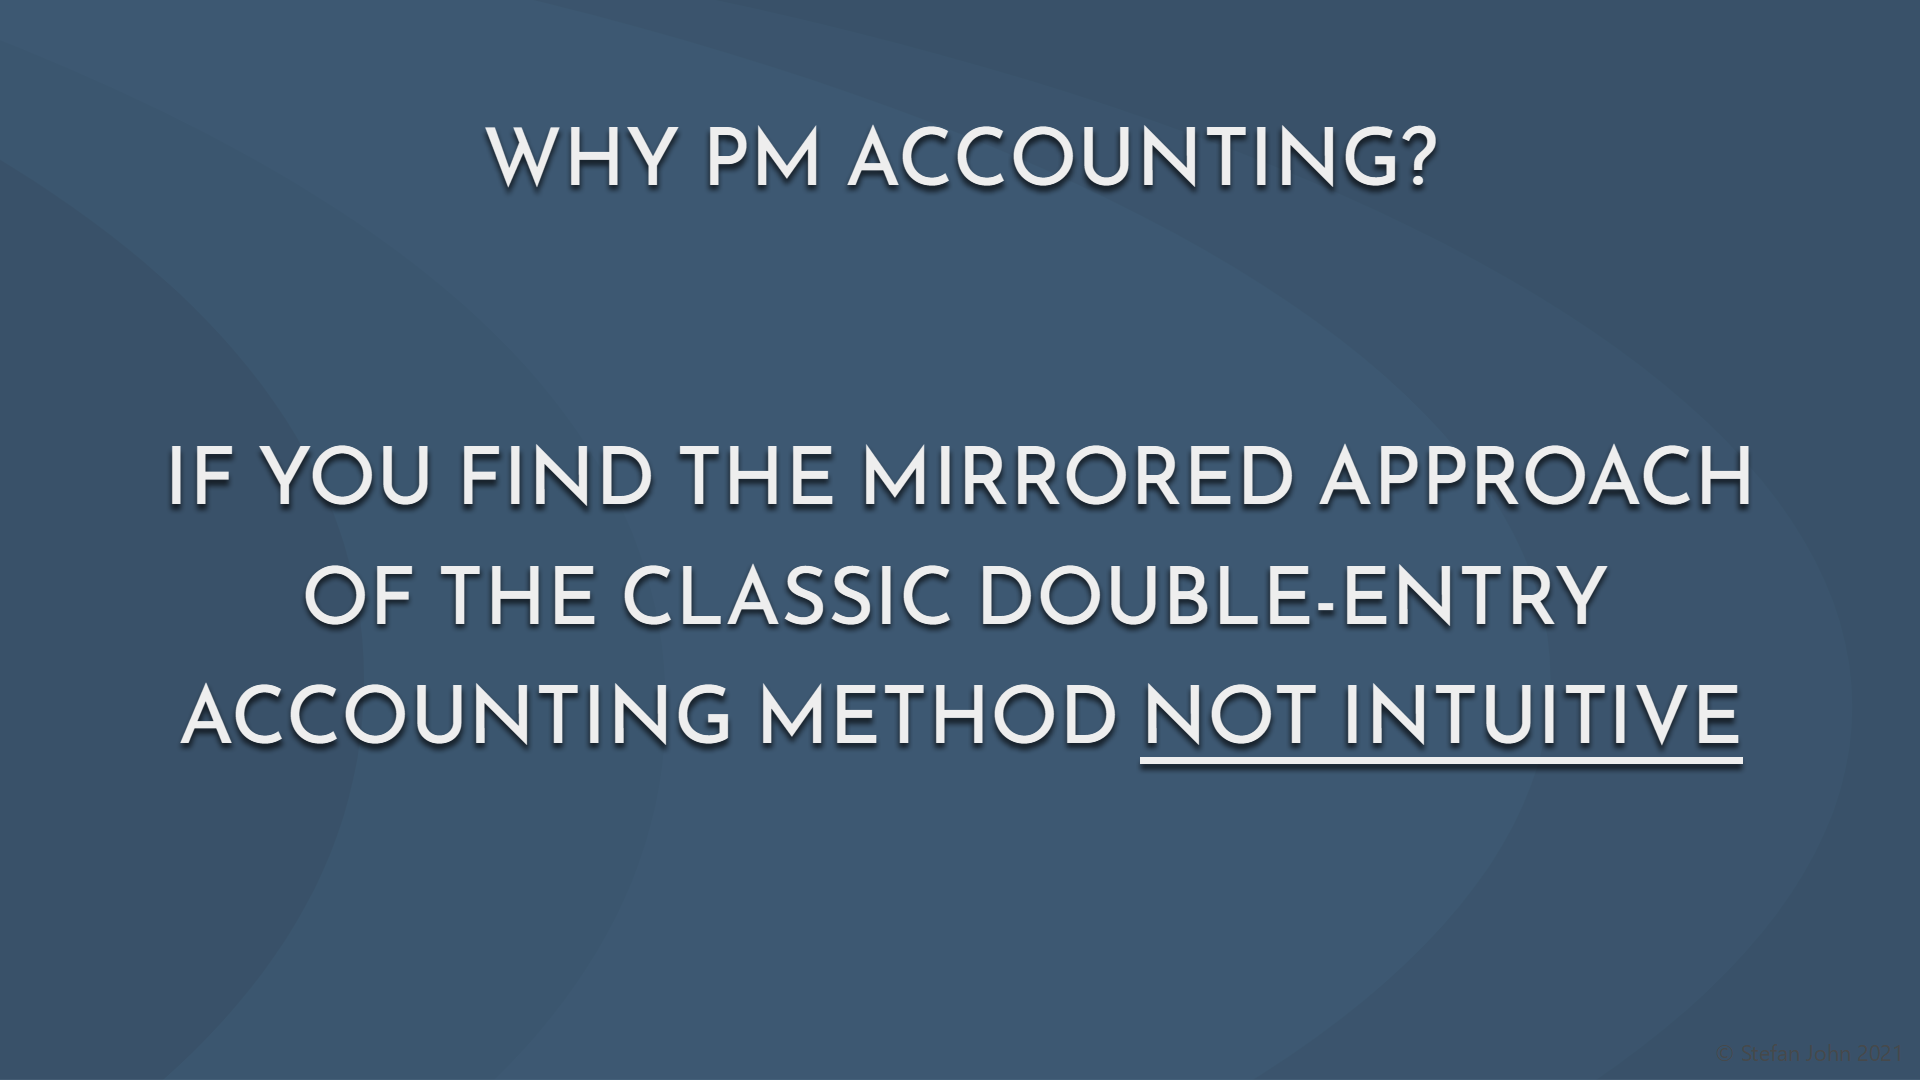 WHY PM ACCOUNTING?
IF YOU FIND THE MIRRORED APPROACH
OF THE CLASSIC DOUBLE-ENTRY
ACCOUNTING METHOD NOT INTUITIVE
© Stefan John 2021